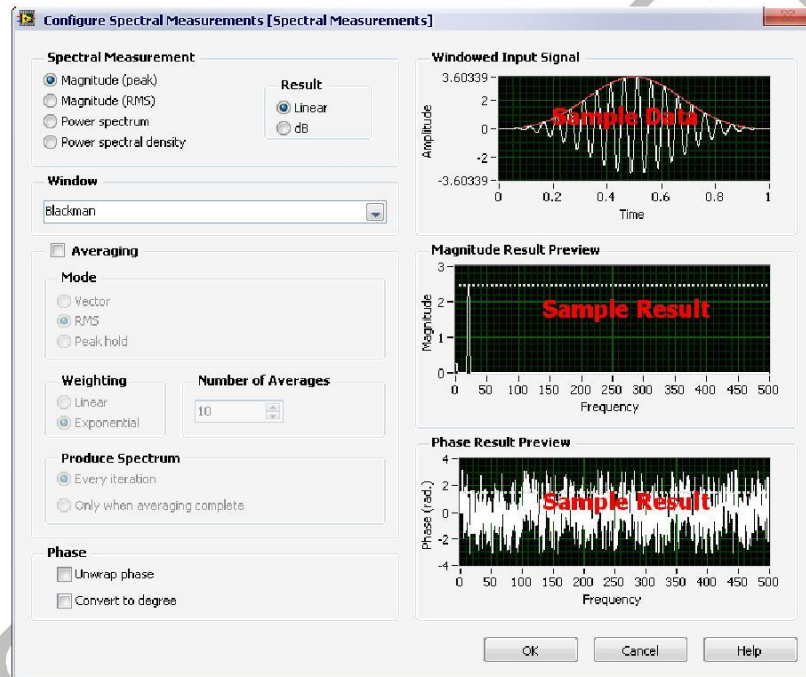 Configure Spectral Measurements [Spectral Measurements]
Spectral Measurement
Magnitude (peak)
Magnitude (RMS)
Power spectrum
Power spectral density
Result
Linear
dB
Window
Blackman
Averaging
Mode
Vector
RMS
Peak hold
Weighting
Linear
Exponential
Number of Averages
10
Produce Spectrum
Every iteration
Only when averaging complete
Phase
Unwrap phase
Convert to degree
Windowed Input Signal
3.60339
2
0
-2
-3.60339
Amplitude
Sample Data
0 0.2 0.4 0.6 0.8 1
Time
Magnitude Result Preview
3
2
1
0
Magnitude
Sample Result
0 50 100 150 200 250 300 350 400 450 500
Frequency
Phase Result Preview
4
2
0
-2
-4
Phase (rad.)
Sample Result
0 50 100 150 200 250 300 350 400 450 500
Frequency
OK Cancel Help